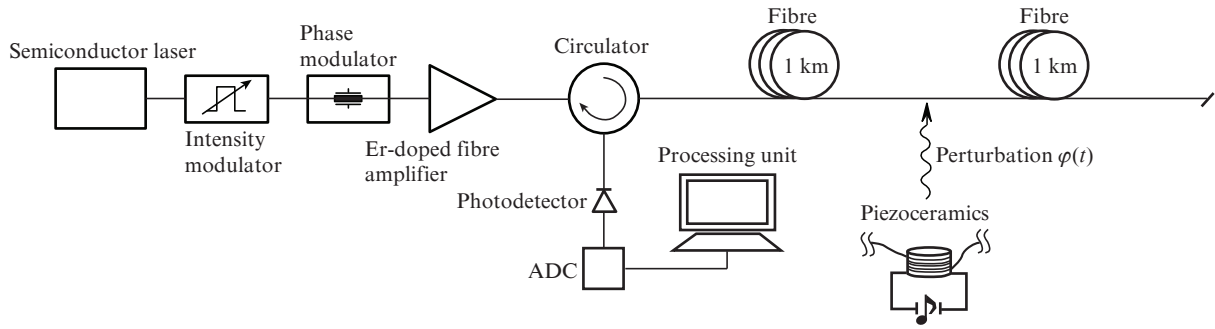 Semiconductor laser
Intensity
modulator
Phase
modulator
Er-doped fibre
amplifier
Circulator
Photodetector
ADC
Processing unit
Fibre
1 km
Fibre
1 km
Perturbation φ(t)
Piezoceramics